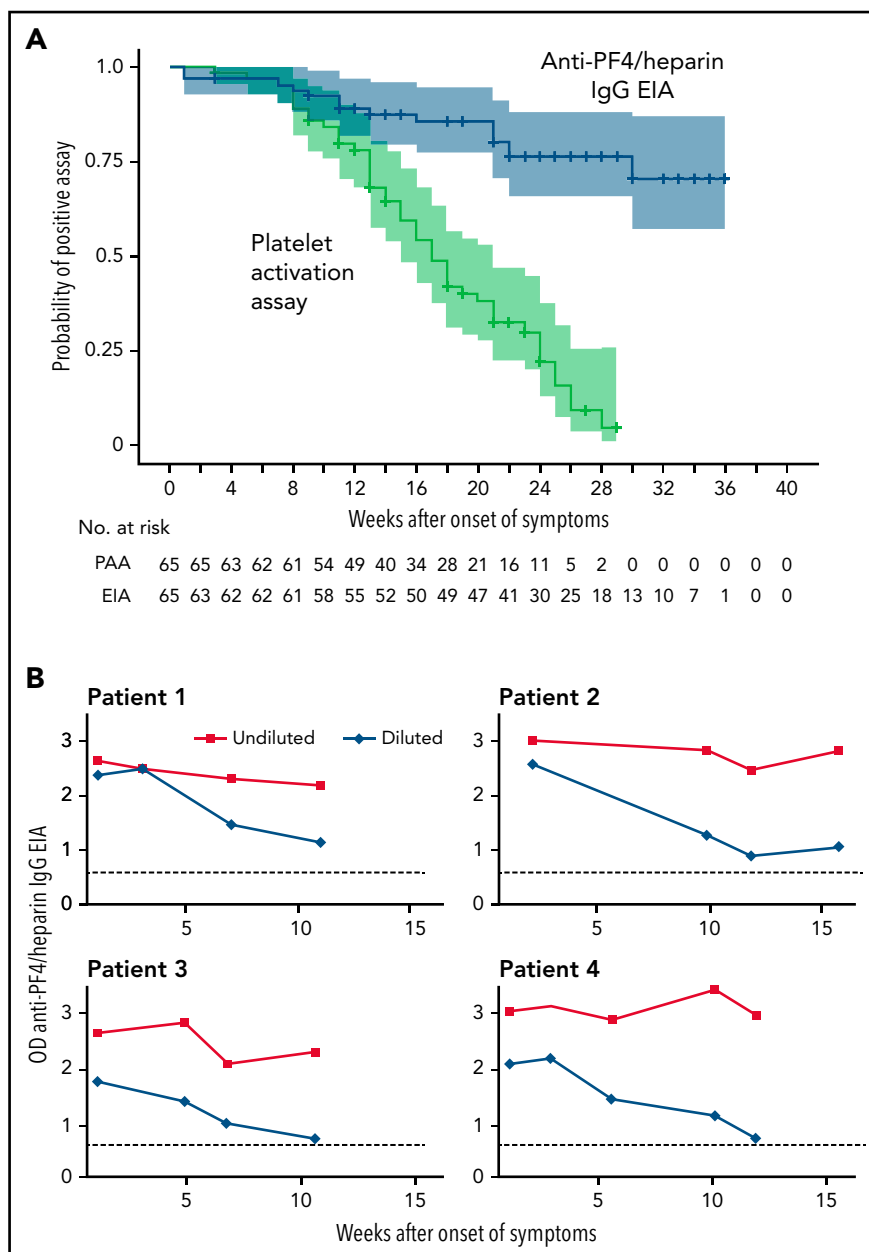 A
Anti-PF4/heparin
IgG EIA
Platelet
activation
assay
Probability of positive assay
1.0
0.75
0.5
0.25
0
0 4 8 12 16 20 24 28 32 36 40
Weeks after onset of symptoms
No. at risk
PAA 65 65 63 62 61 54 49 40 34 28 21 16 11 5 2 0 0 0 0 0 0
EIA 65 63 62 62 61 58 55 52 50 49 47 41 30 25 18 13 10 7 1 0 0
B
OD anti-PF4/heparin IgG EIA
Patient 1
Undiluted Diluted
3
2
1
0
5 10 15
Patient 2
3
2
1
0
5 10 15
Patient 3
3
2
1
0
5 10 15
Patient 4
3
2
1
0
5 10 15
Weeks after onset of symptoms